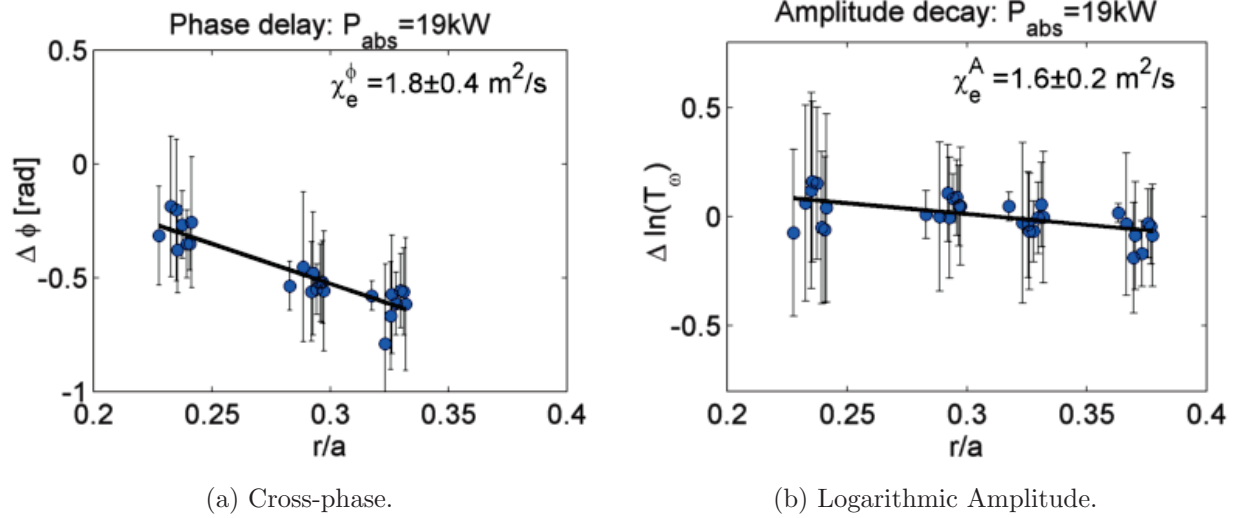 Phase delay: P_abs=19kW
χ_e^ϕ=1.8±0.4 m²/s
0.5
0
-0.5
-1
Δ ϕ [rad]
0.2 0.25 0.3 0.35 0.4
r/a
(a) Cross-phase.
Amplitude decay: P_abs=19kW
χ_e^A=1.6±0.2 m²/s
0.5
0
-0.5
Δ ln(T_ω)
0.2 0.25 0.3 0.35 0.4
r/a
(b) Logarithmic Amplitude.